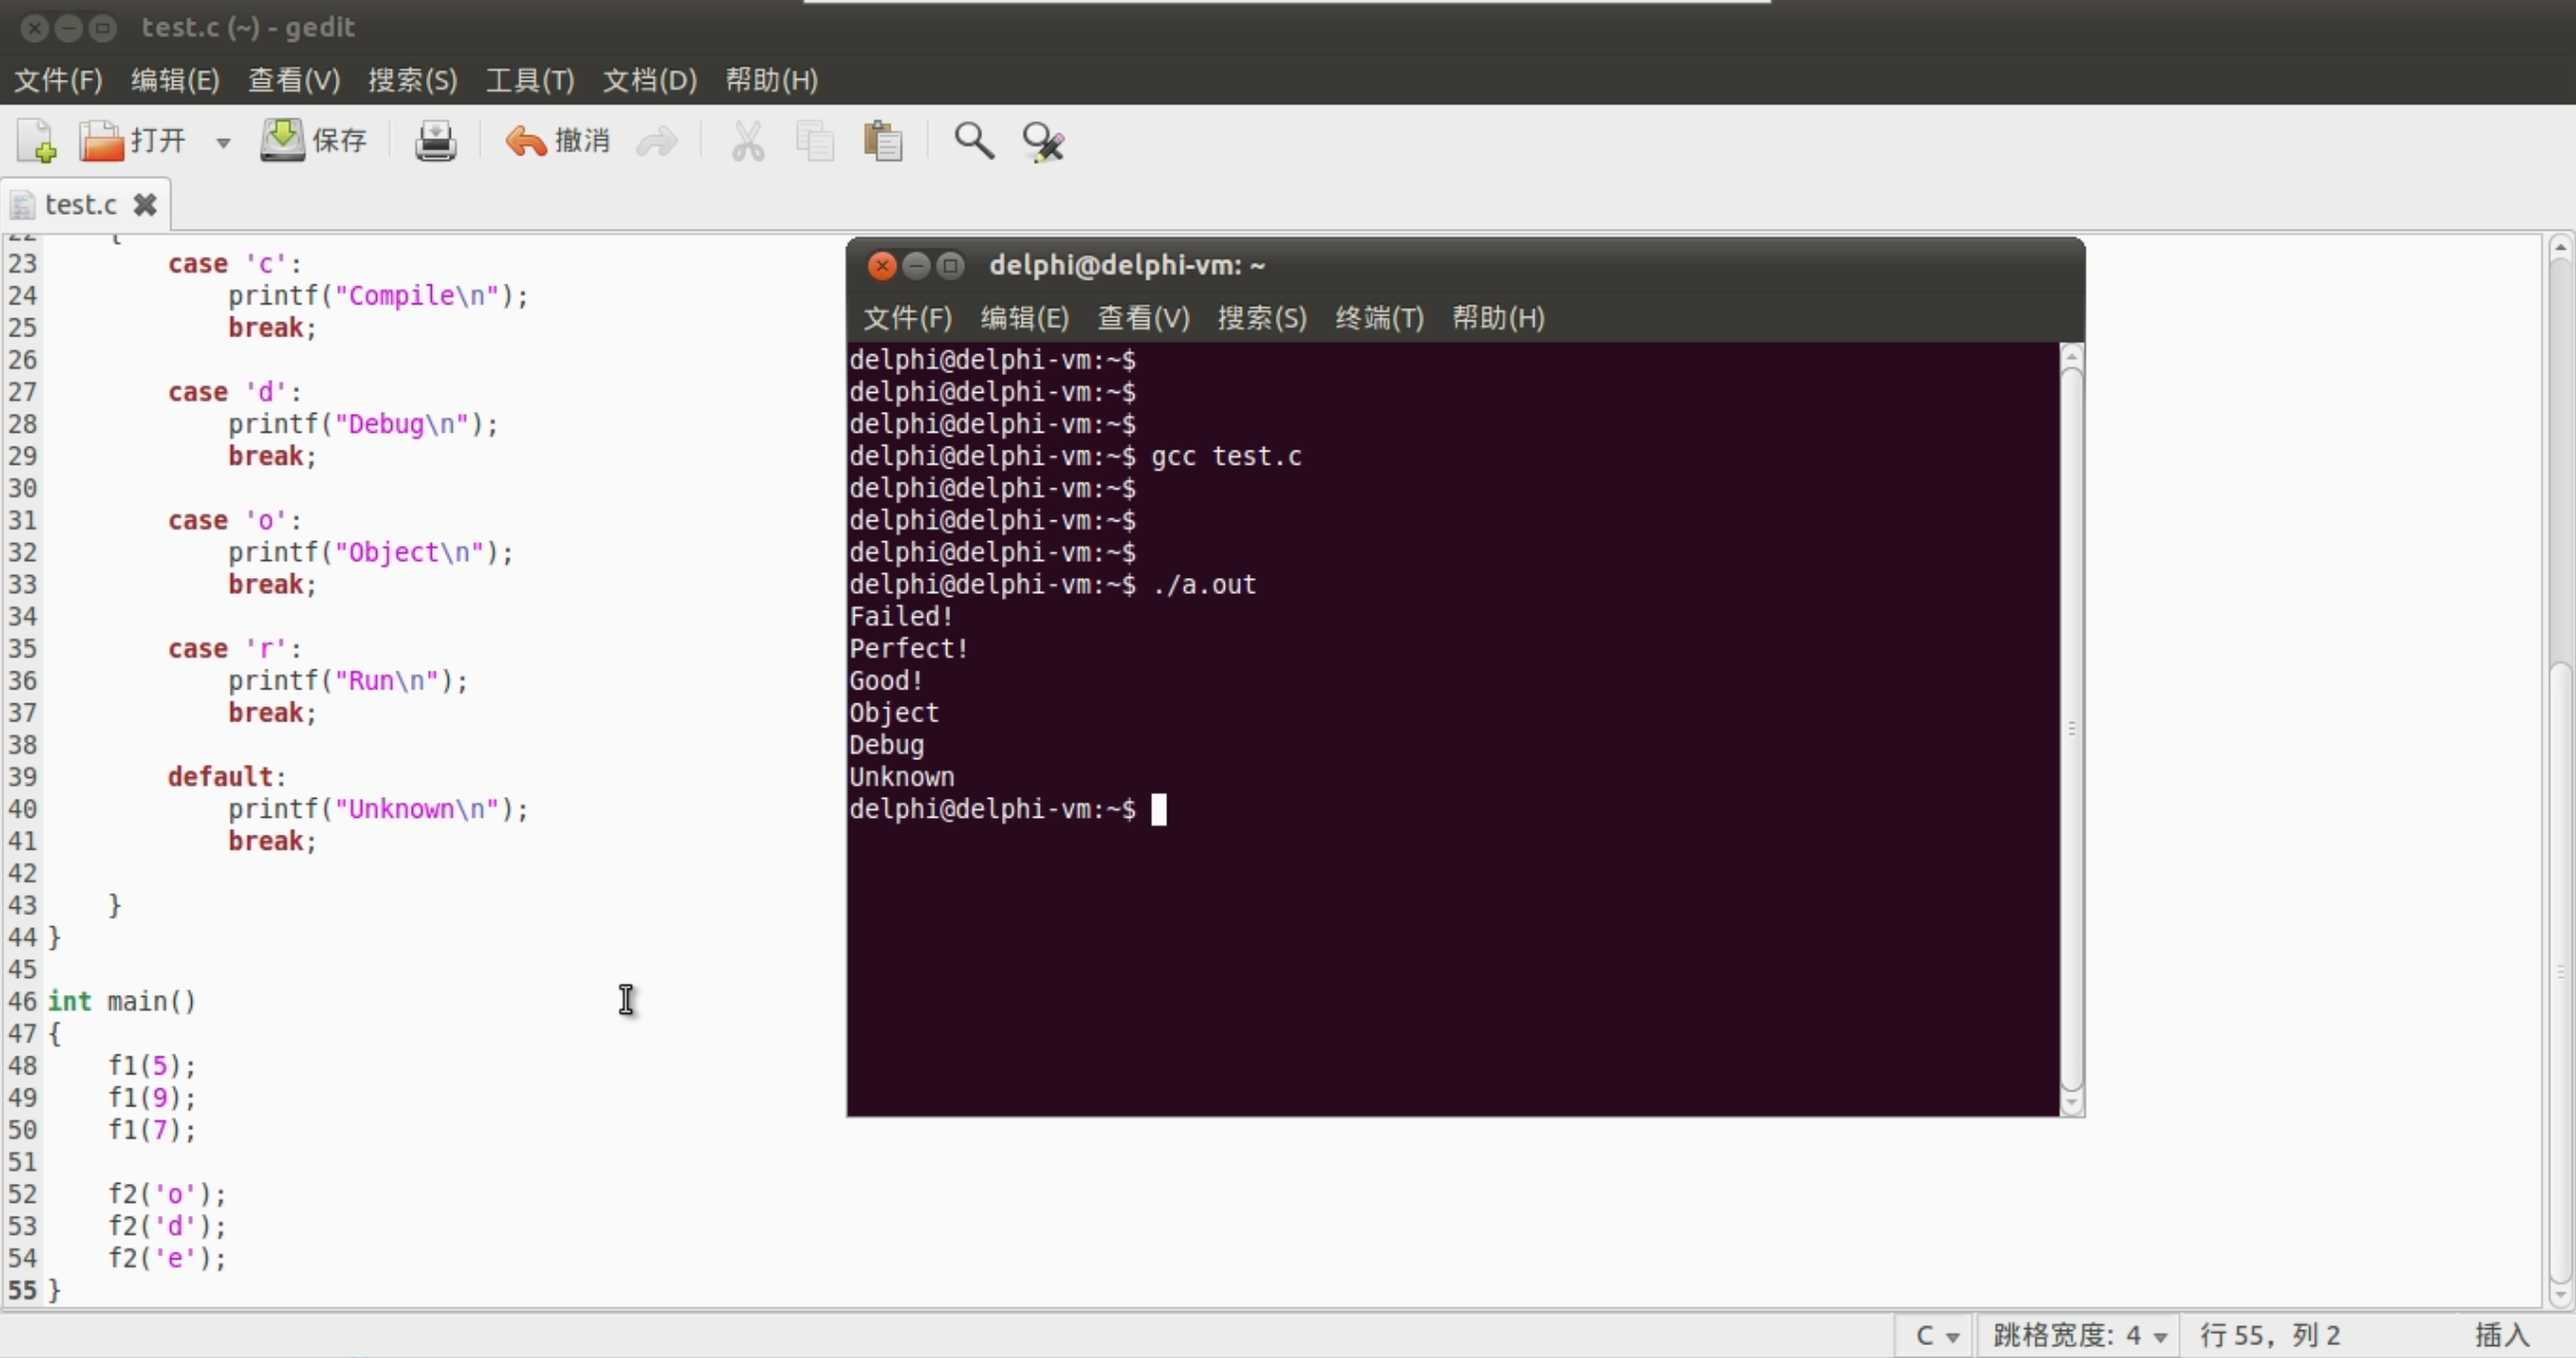 test.c (~) - gedit
文件(F) 编辑(E) 查看(V) 搜索(S) 工具(T) 文档(D) 帮助(H)
打开 保存 撤消
test.c
22 {
23 case 'c':
24 printf("Compile\n");
25 break;
26
27 case 'd':
28 printf("Debug\n");
29 break;
30
31 case 'o':
32 printf("Object\n");
33 break;
34
35 case 'r':
36 printf("Run\n");
37 break;
38
39 default:
40 printf("Unknown\n");
41 break;
42
43 }
44 }
45
46 int main()
47 {
48 f1(5);
49 f1(9);
50 f1(7);
51
52 f2('o');
53 f2('d');
54 f2('e');
55 }
delphi@delphi-vm: ~
文件(F) 编辑(E) 查看(V) 搜索(S) 终端(T) 帮助(H)
delphi@delphi-vm:~$
delphi@delphi-vm:~$
delphi@delphi-vm:~$
delphi@delphi-vm:~$ gcc test.c
delphi@delphi-vm:~$
delphi@delphi-vm:~$
delphi@delphi-vm:~$
delphi@delphi-vm:~$ ./a.out
Failed!
Perfect!
Good!
Object
Debug
Unknown
delphi@delphi-vm:~$
C 跳格宽度: 4 行 55，列 2 插入